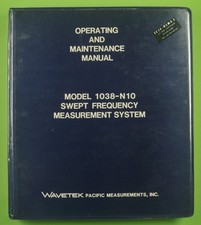 OPERATING
AND
MAINTENANCE
MANUAL
MODEL 1038-N10
SWEPT FREQUENCY
MEASUREMENT SYSTEM
WAVETEK PACIFIC MEASUREMENTS, INC.